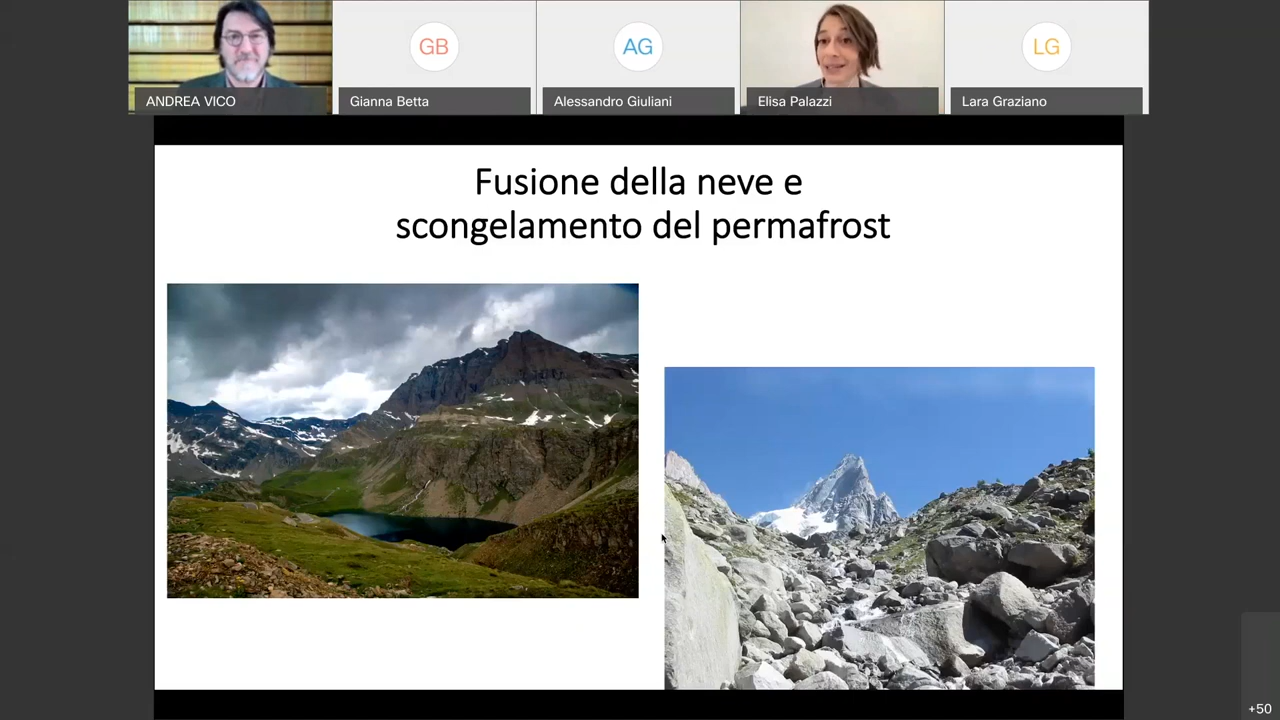 GB
AG
LG
ANDREA VICO
Gianna Betta
Alessandro Giuliani
Elisa Palazzi
Lara Graziano
Fusione della neve e
scongelamento del permafrost
+50